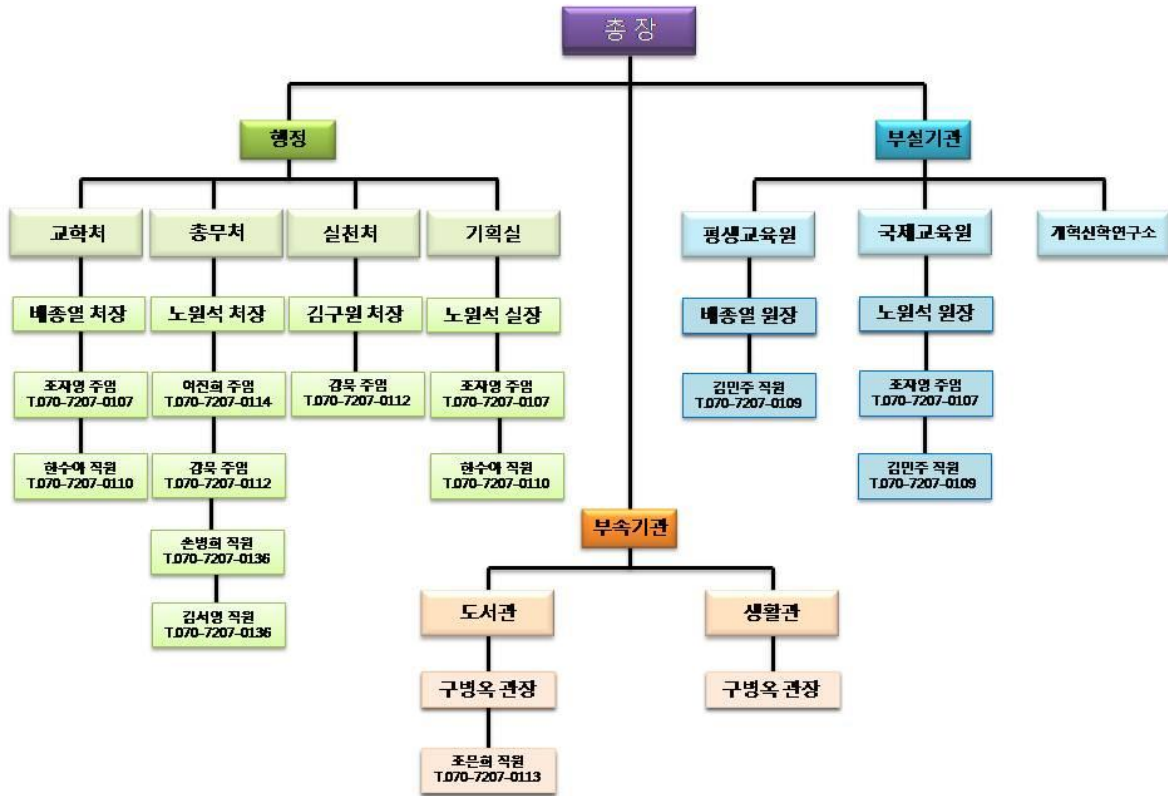 총 장
행정
부설기관
교학처
총무처
실천처
기획실
평생교육원
국제교육원
개혁신학연구소
배종열 처장
노원석 처장
김구원 처장
노원석 실장
배종열 원장
노원석 원장
조자영 주임
T.070-7207-0107
여진희 주임
T.070-7207-0114
강묵 주임
T.070-7207-0112
조자영 주임
T.070-7207-0107
김민주 직원
T.070-7207-0109
조자영 주임
T.070-7207-0107
한수아 직원
T.070-7207-0110
강묵 주임
T.070-7207-0112
한수아 직원
T.070-7207-0110
김민주 직원
T.070-7207-0109
손병희 직원
T.070-7207-0136
김서영 직원
T.070-7207-0136
부속기관
도서관
생활관
구병옥 관장
구병옥 관장
조은희 직원
T.070-7207-0113